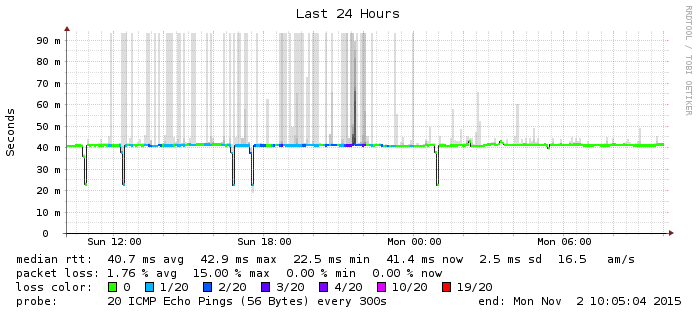 Last 24 Hours
RRDTOOL / TOBI OETIKER
Seconds
90 m
80 m
70 m
60 m
50 m
40 m
30 m
20 m
10 m
0
Sun 12:00 Sun 18:00 Mon 00:00 Mon 06:00
median rtt: 40.7 ms avg 42.9 ms max 22.5 ms min 41.4 ms now 2.5 ms sd 16.5 am/s
packet loss: 1.76 % avg 15.00 % max 0.00 % min 0.00 % now
loss color: 0 1/20 2/20 3/20 4/20 10/20 19/20
probe: 20 ICMP Echo Pings (56 Bytes) every 300s end: Mon Nov 2 10:05:04 2015